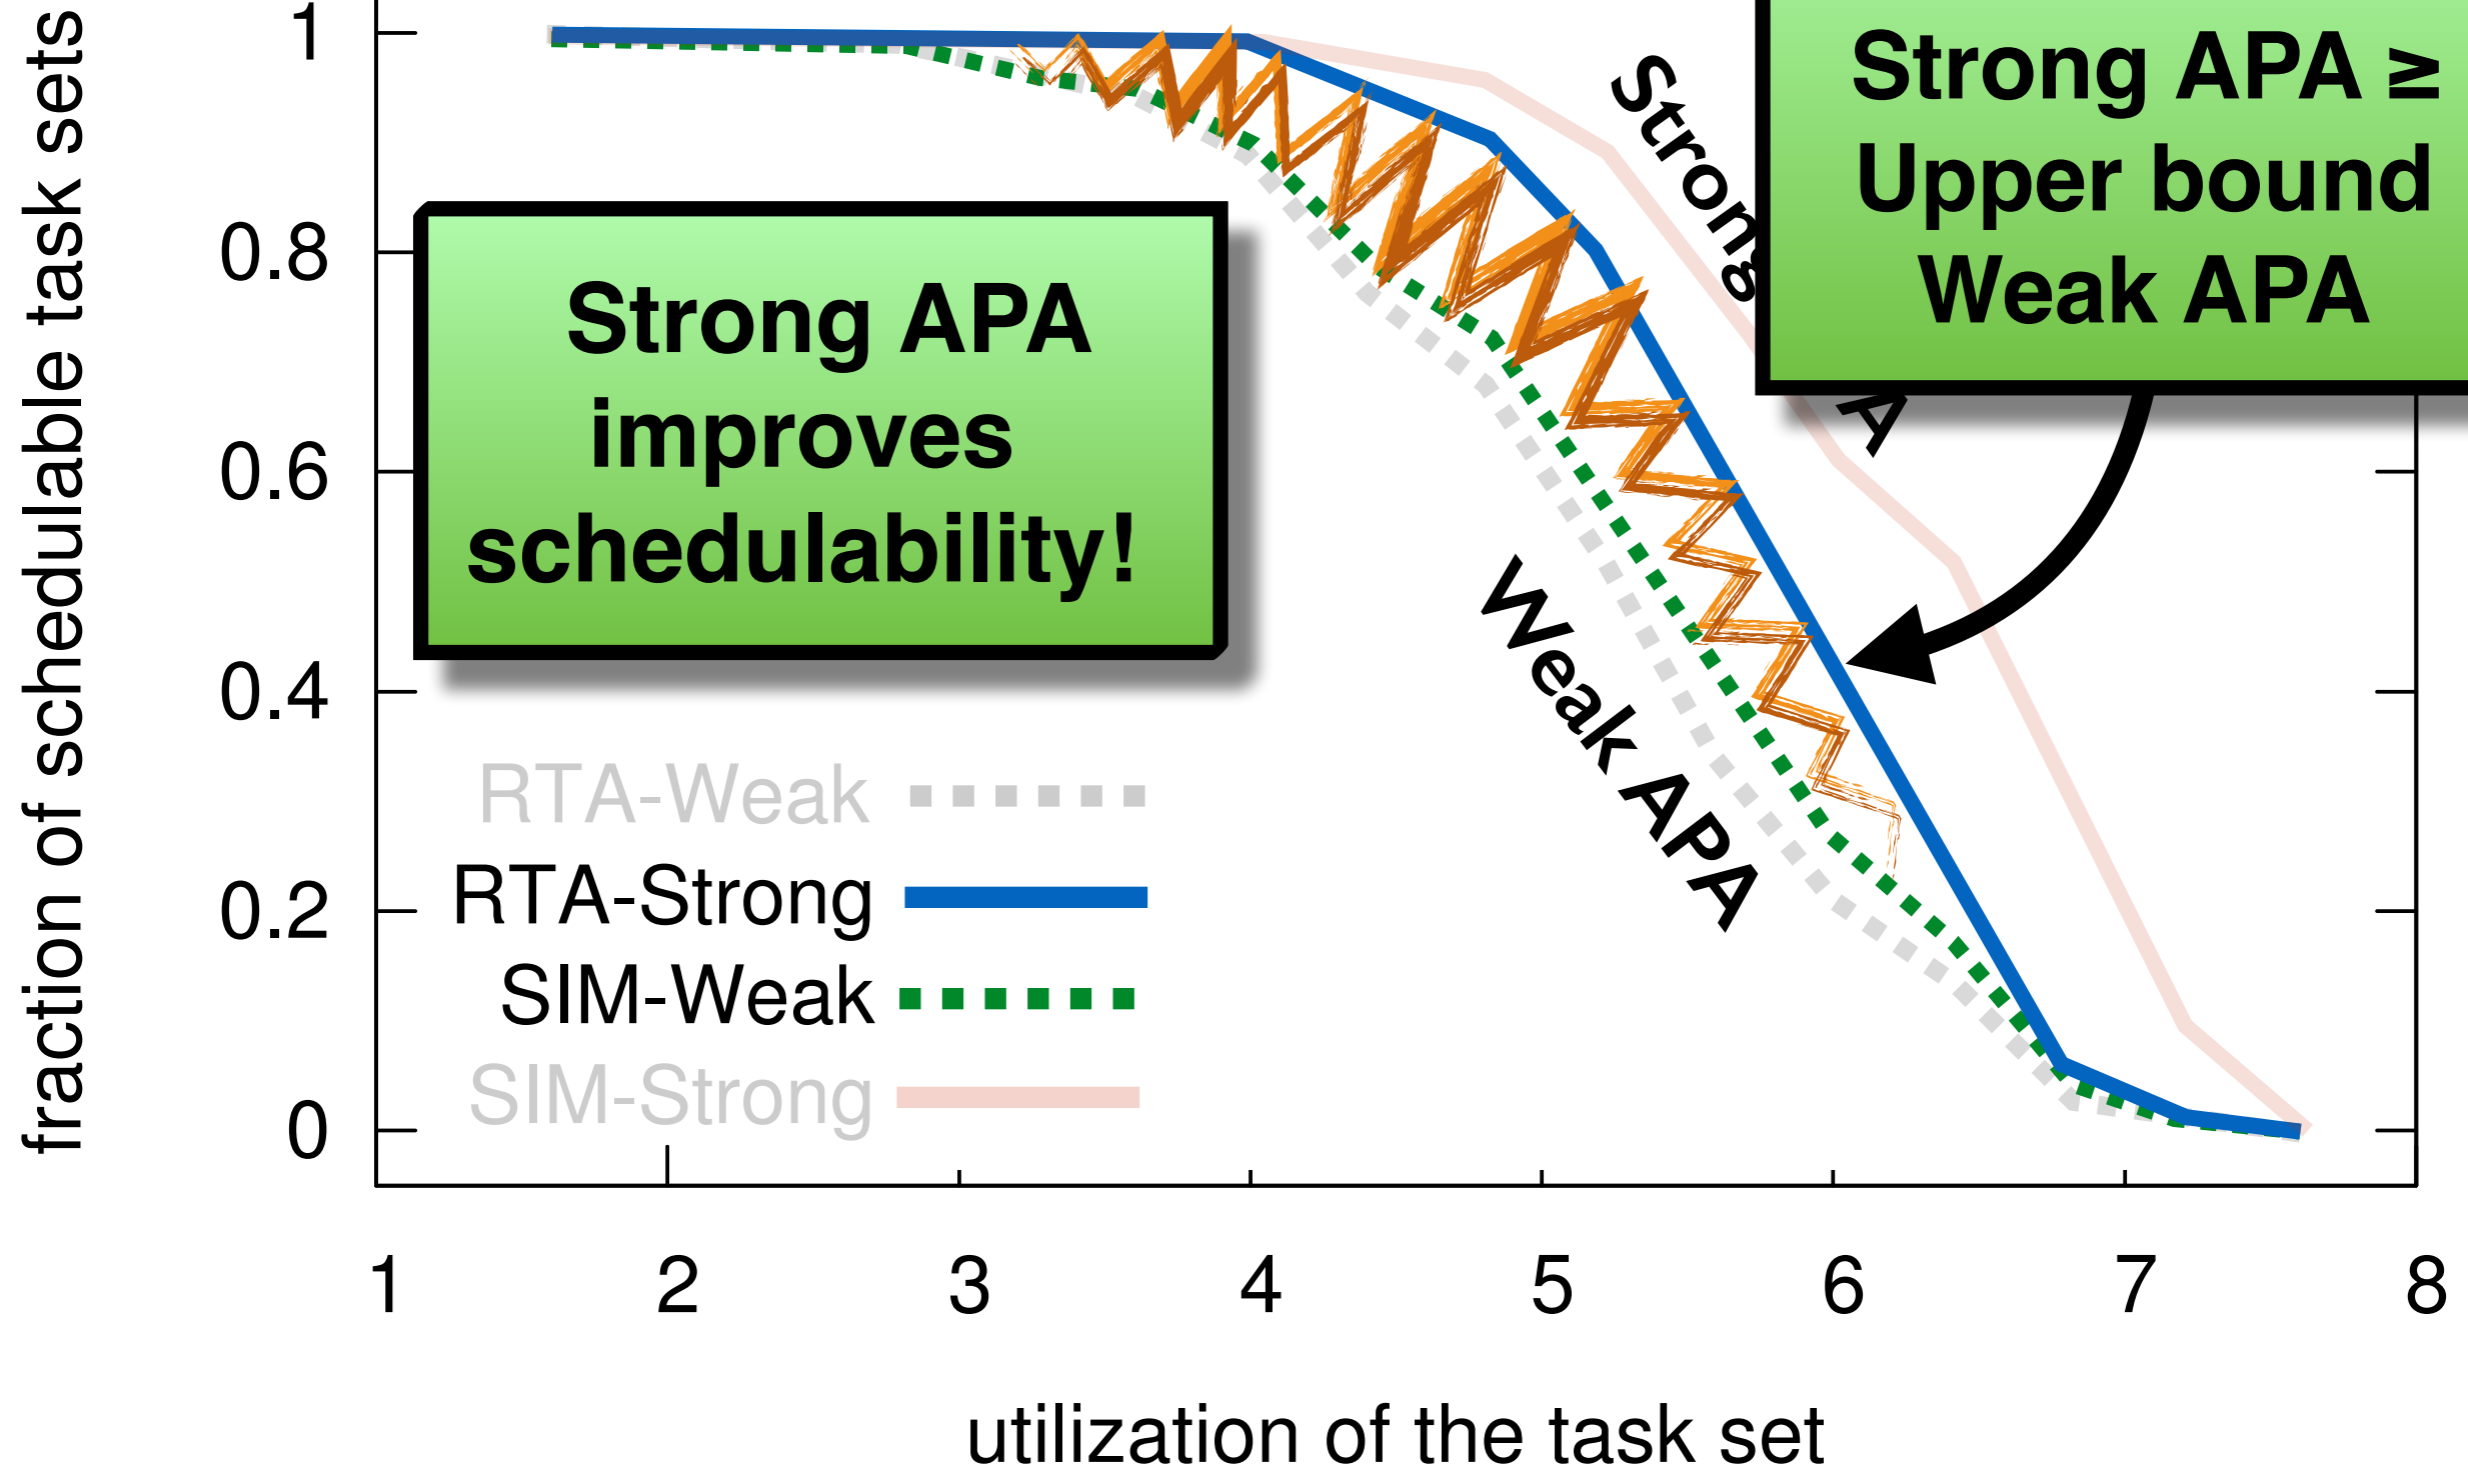 fraction of schedulable task sets
1
0.8
0.6
0.4
0.2
0
Strong APA ≥
Upper bound
Weak APA
Strong A
Strong APA
improves
schedulability!
Weak APA
RTA-Weak
RTA-Strong
SIM-Weak
SIM-Strong
1 2 3 4 5 6 7 8
utilization of the task set